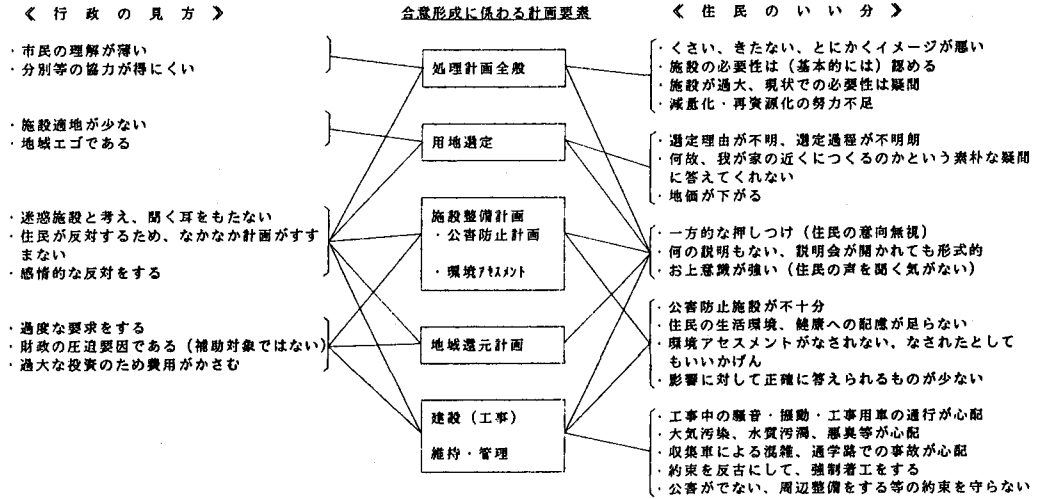 《 行 政 の 見 方 》
・市民の理解が薄い
・分別等の協力が得にくい
・施設適地が少ない
・地域エゴである
・迷惑施設と考え、聞く耳をもたない
・住民が反対するため、なかなか計画がすす
まない
・感情的な反対をする
・過度な要求をする
・財政の圧迫要因である(補助対象ではない)
・過大な投資のため費用がかさむ
合意形成に係わる計画要素
処理計画全般
用地選定
施設整備計画
・公害防止計画
・環境アセスメント
地域還元計画
建設(工事)
維持・管理
《 住 民 の い い 分 》
・くさい、きたない、とにかくイメージが悪い
・施設の必要性は(基本的には)認める
・施設が過大、現状での必要性は疑問
・減量化・再資源化の努力不足
・選定理由が不明、選定過程が不明朗
・何故、我が家の近くにつくるのかという素朴な疑問
に答えてくれない
・地価が下がる
・一方的な押しつけ(住民の意向無視)
・何の説明もない、説明会が開かれても形式的
・お上意識が強い(住民の声を聞く気がない)
・公害防止施設が不十分
・住民の生活環境、健康への配慮が足らない
・環境アセスメントがなされない、なされたとして
もいいかげん
・影響に対して正確に答えられるものが少ない
・工事中の騒音・振動・工事用車の通行が心配
・大気汚染、水質汚濁、悪臭等が心配
・収集車による混雑、通学路での事故が心配
・約束を反古にして、強制着工をする
・公害がでない、周辺整備をする等の約束を守らない